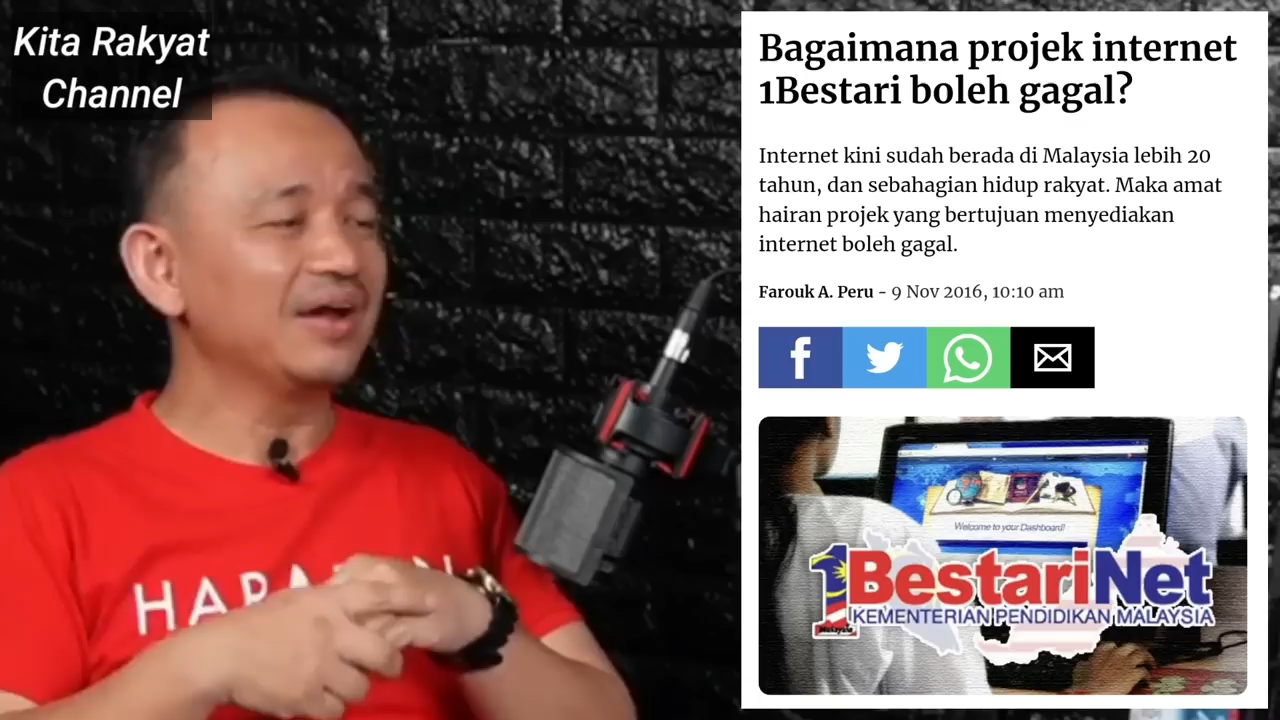 Kita Rakyat
Channel
Bagaimana projek internet
1Bestari boleh gagal?
Internet kini sudah berada di Malaysia lebih 20
tahun, dan sebahagian hidup rakyat. Maka amat
hairan projek yang bertujuan menyediakan
internet boleh gagal.
Farouk A. Peru - 9 Nov 2016, 10:10 am
Welcome to your Dashboard!
1BestariNet
Malaysia
KEMENTERIAN PENDIDIKAN MALAYSIA